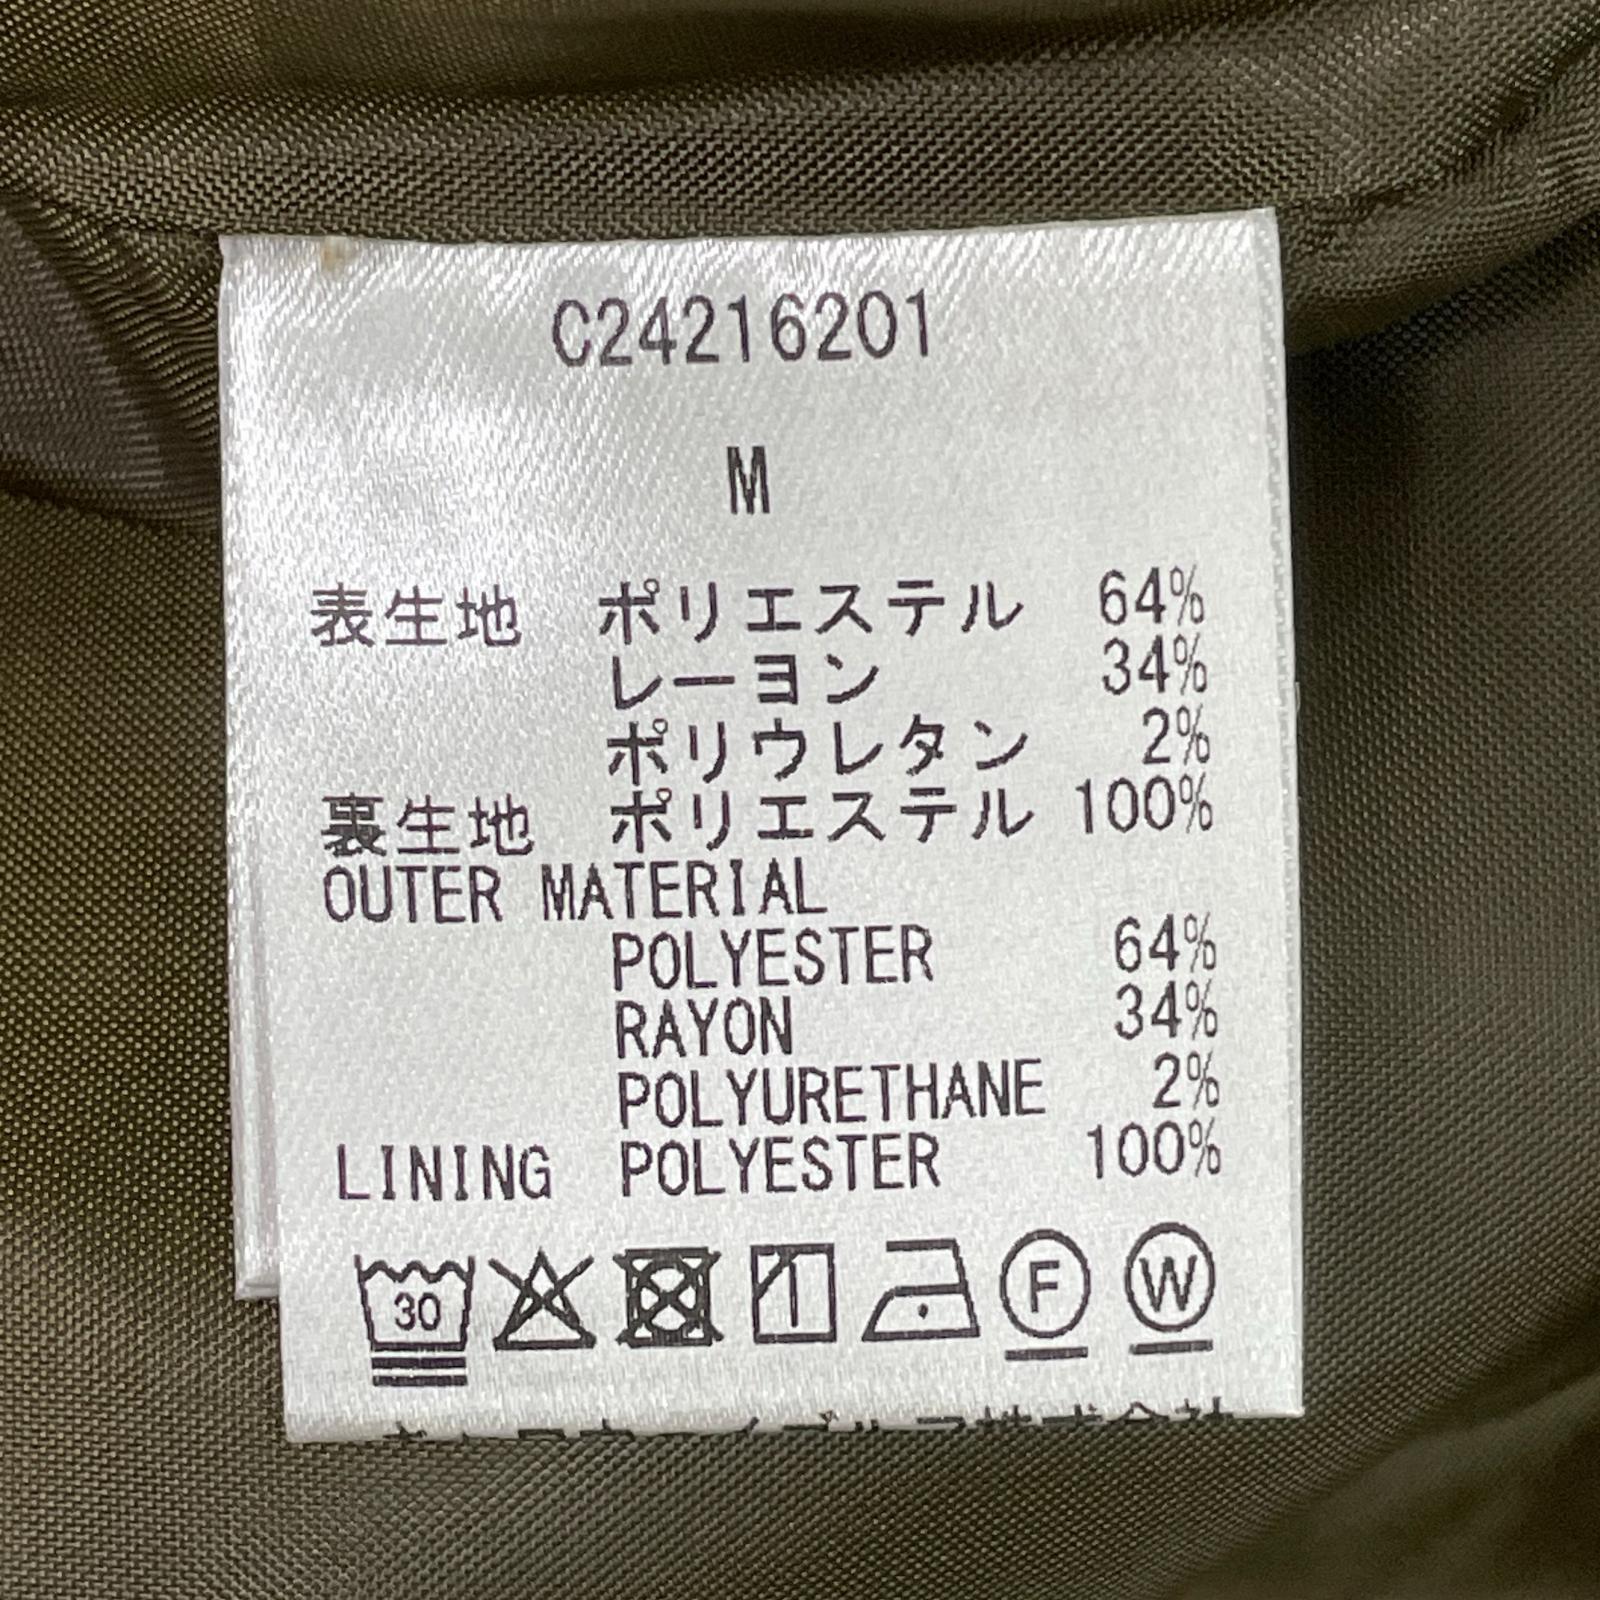 C24216201
M
表生地 ポリエステル 64%
レーヨン 34%
ポリウレタン 2%
裏生地 ポリエステル 100%
OUTER MATERIAL
POLYESTER 64%
RAYON 34%
POLYURETHANE 2%
LINING POLYESTER 100%
30 F W